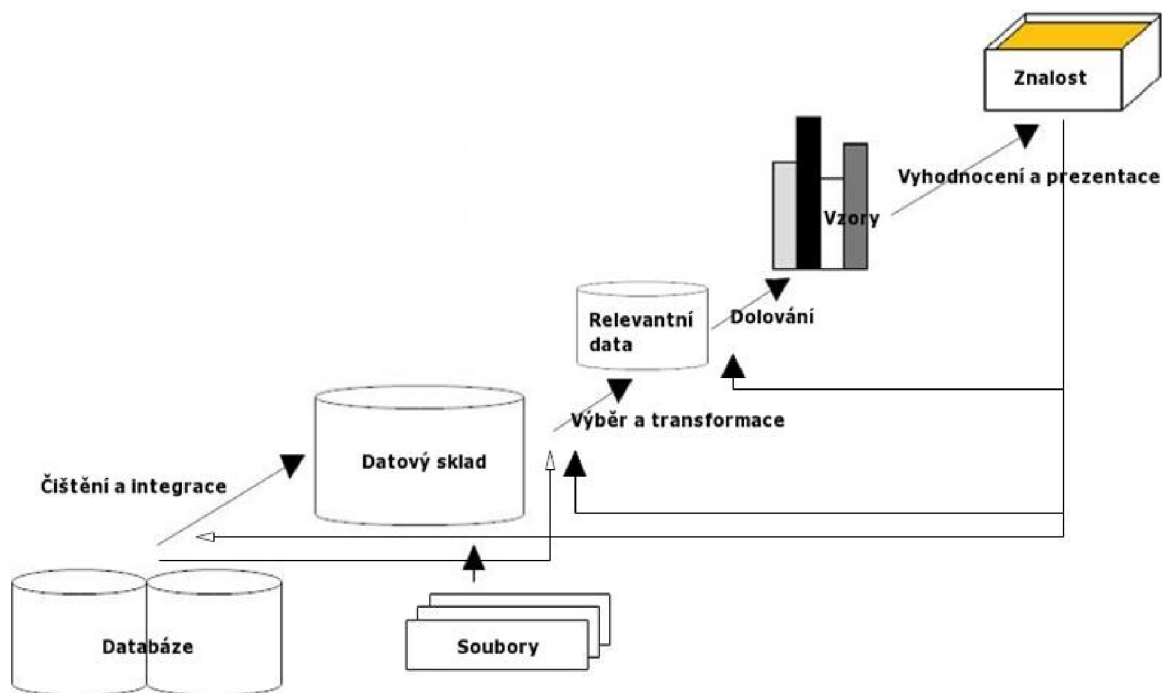 Znalost
Vyhodnocení a prezentace
Vzory
Relevantní
data
Dolování
Výběr a transformace
Datový sklad
Čištění a integrace
Databáze
Soubory